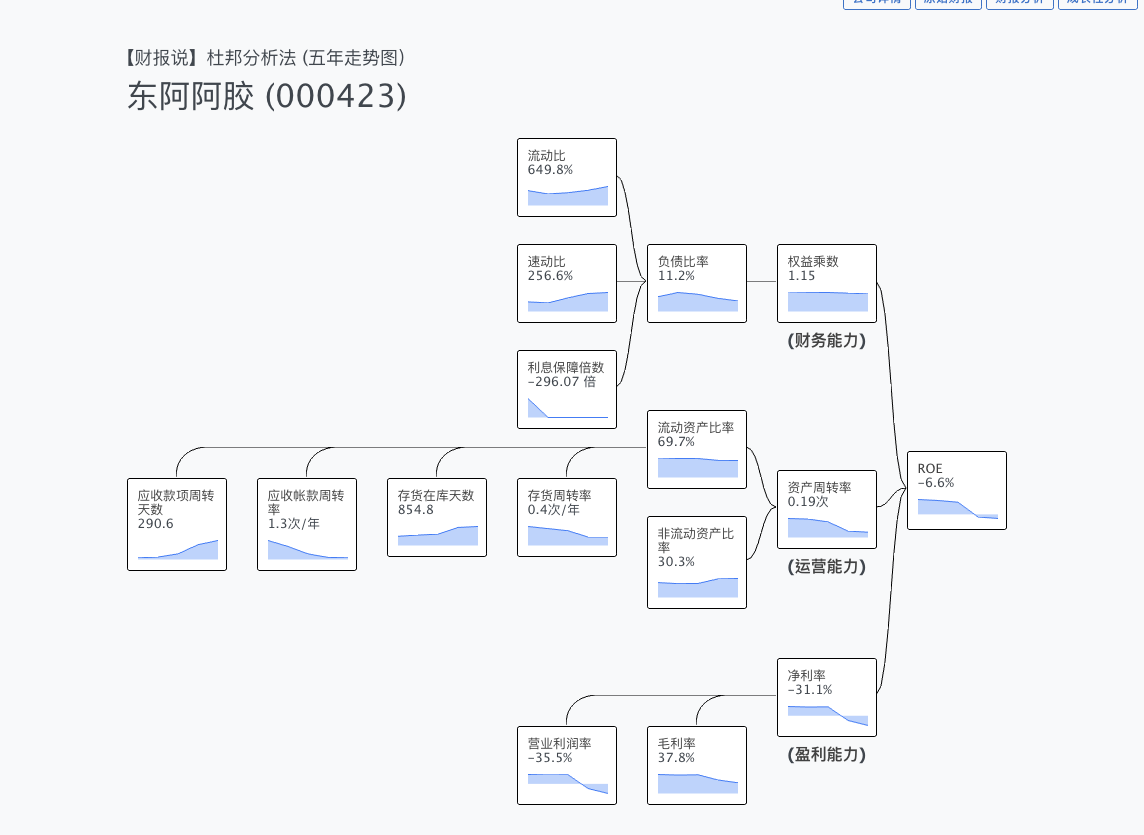 【财报说】杜邦分析法 (五年走势图)
东阿阿胶 (000423)
流动比
649.8%
速动比
256.6%
负债比率
11.2%
权益乘数
1.15
(财务能力)
利息保障倍数
-296.07 倍
流动资产比率
69.7%
ROE
-6.6%
资产周转率
0.19次
(运营能力)
应收款项周转
天数
290.6
应收帐款周转
率
1.3次/年
存货在库天数
854.8
存货周转率
0.4次/年
非流动资产比
率
30.3%
净利率
-31.1%
(盈利能力)
营业利润率
-35.5%
毛利率
37.8%